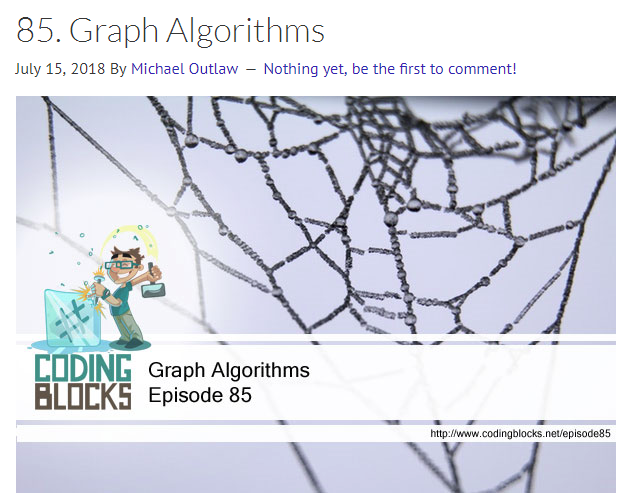 85. Graph Algorithms
July 15, 2018 By Michael Outlaw — Nothing yet, be the first to comment!
CODING
BLOCKS
Graph Algorithms
Episode 85
http://www.codingblocks.net/episode85